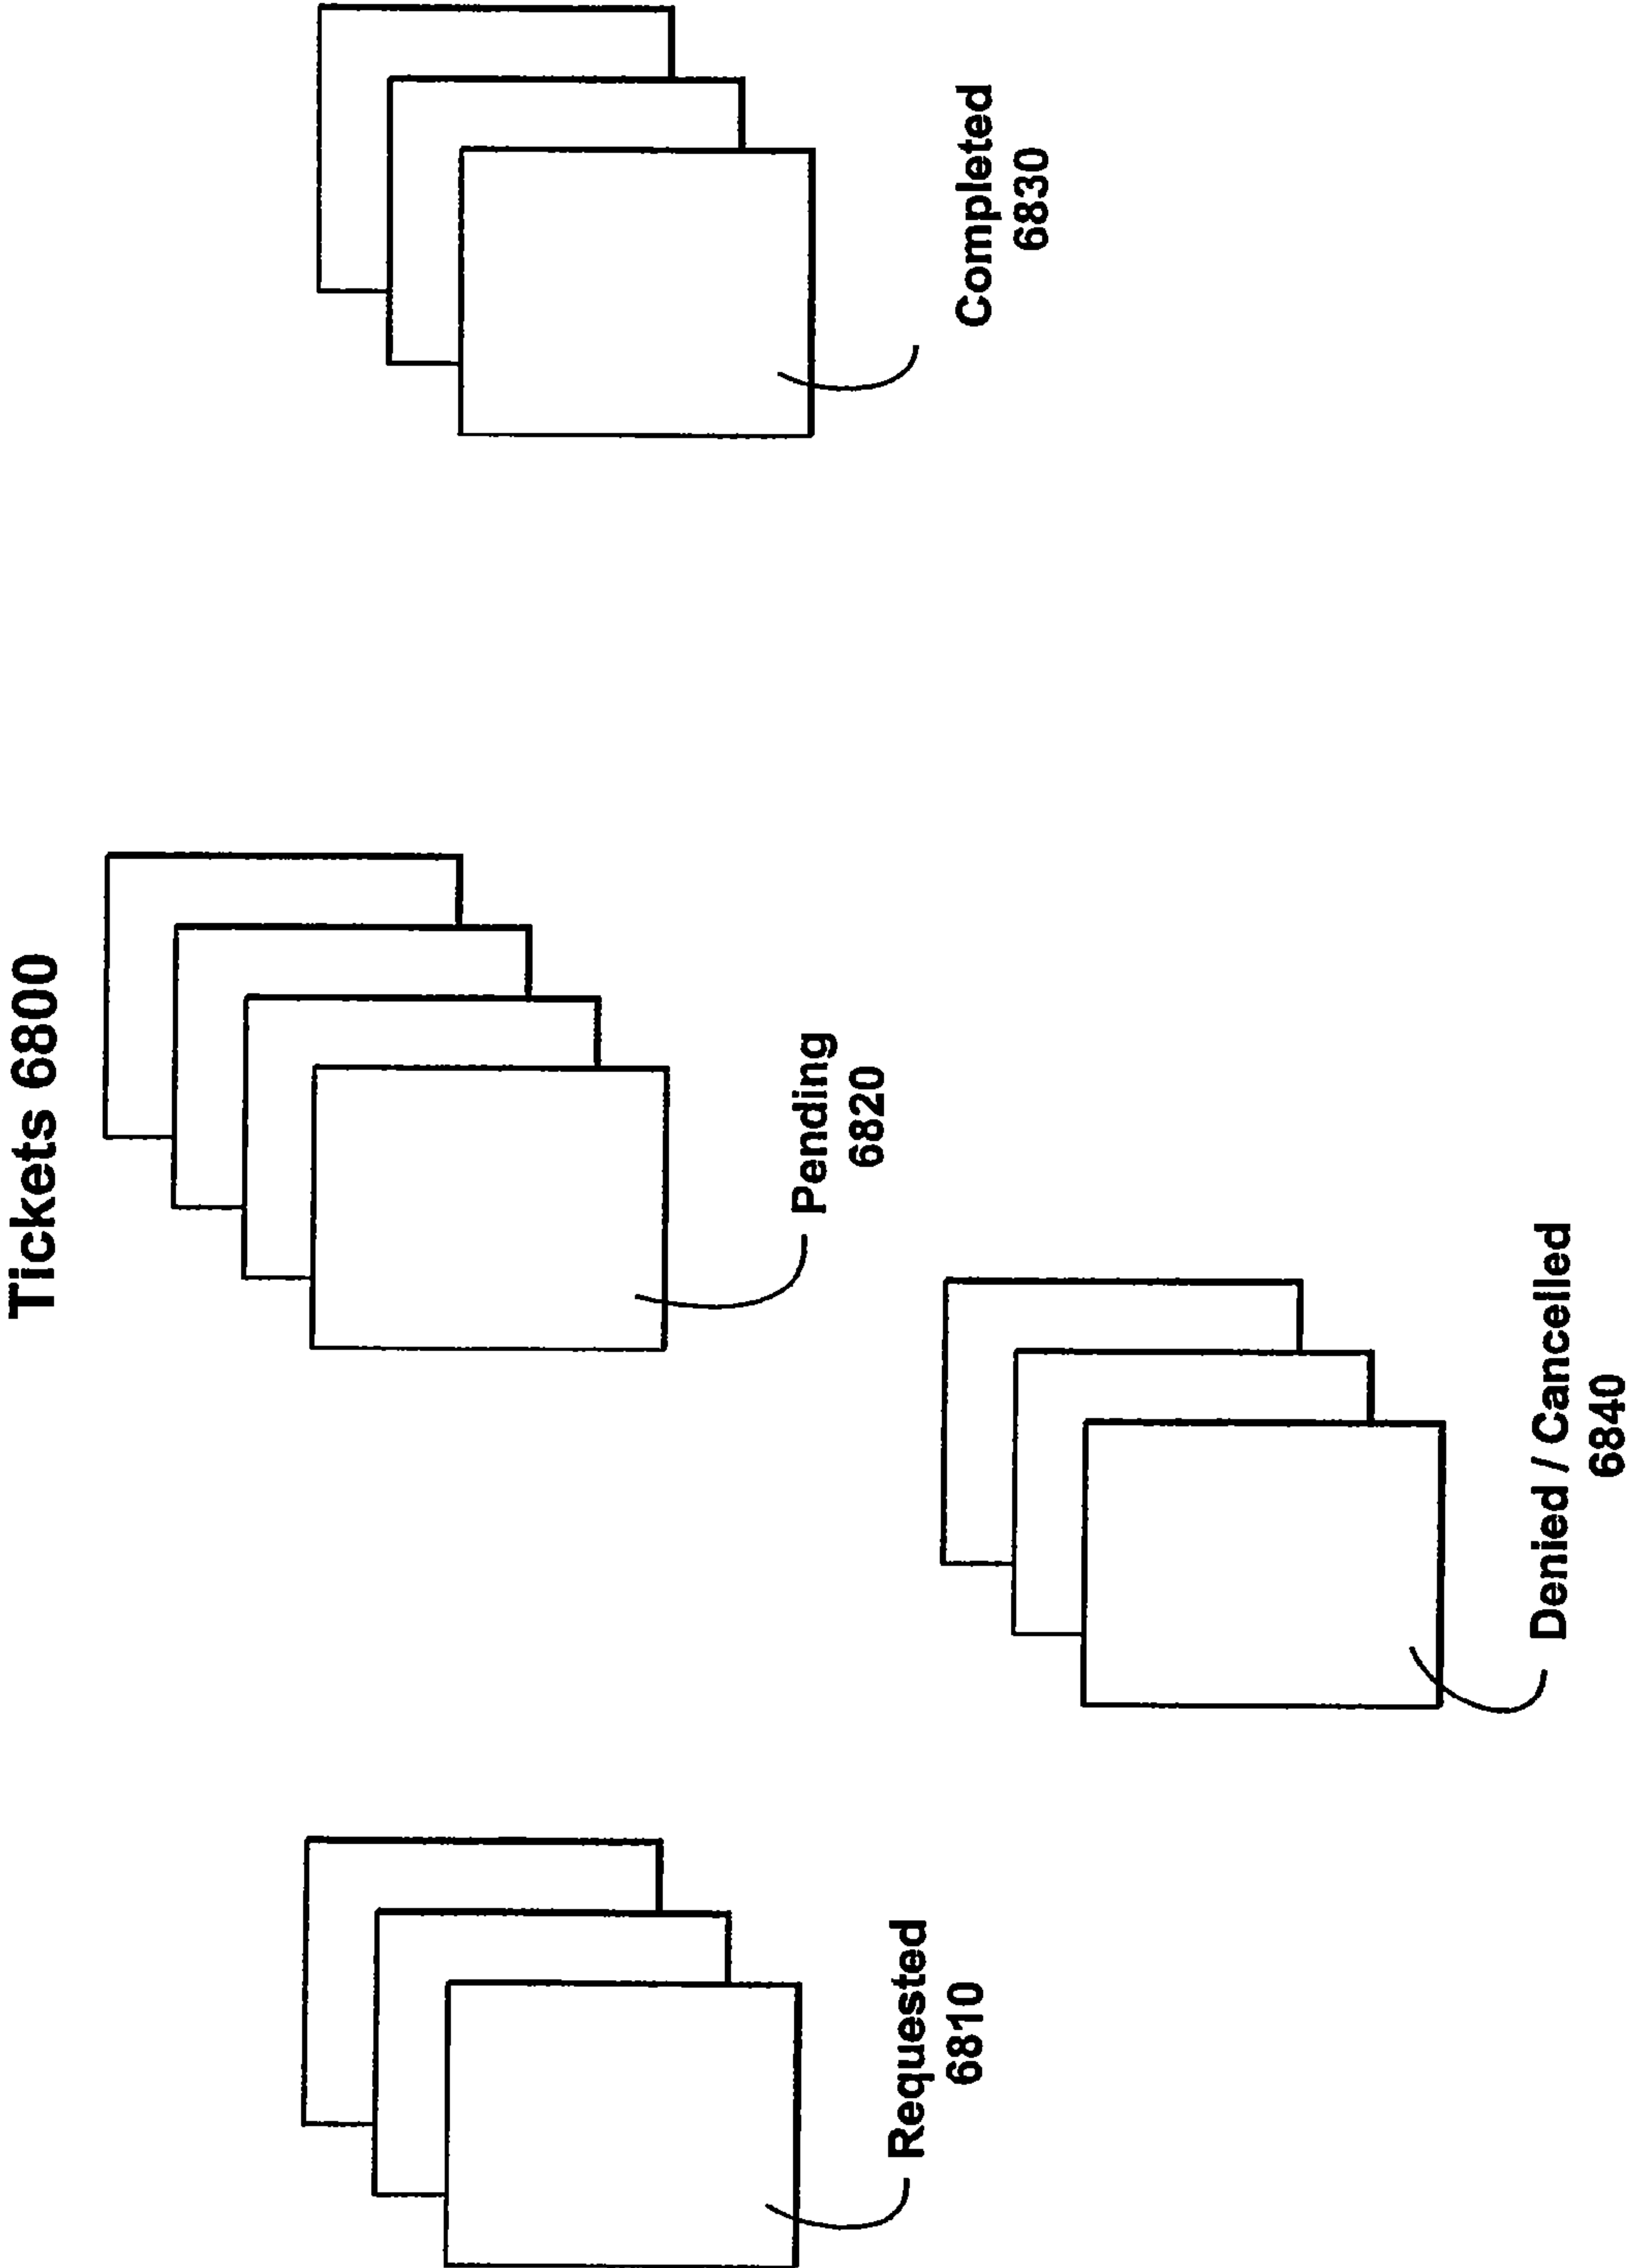 Tickets 6800
Requested
6810
Pending
6820
Completed
6830
Denied / Cancelled
6840